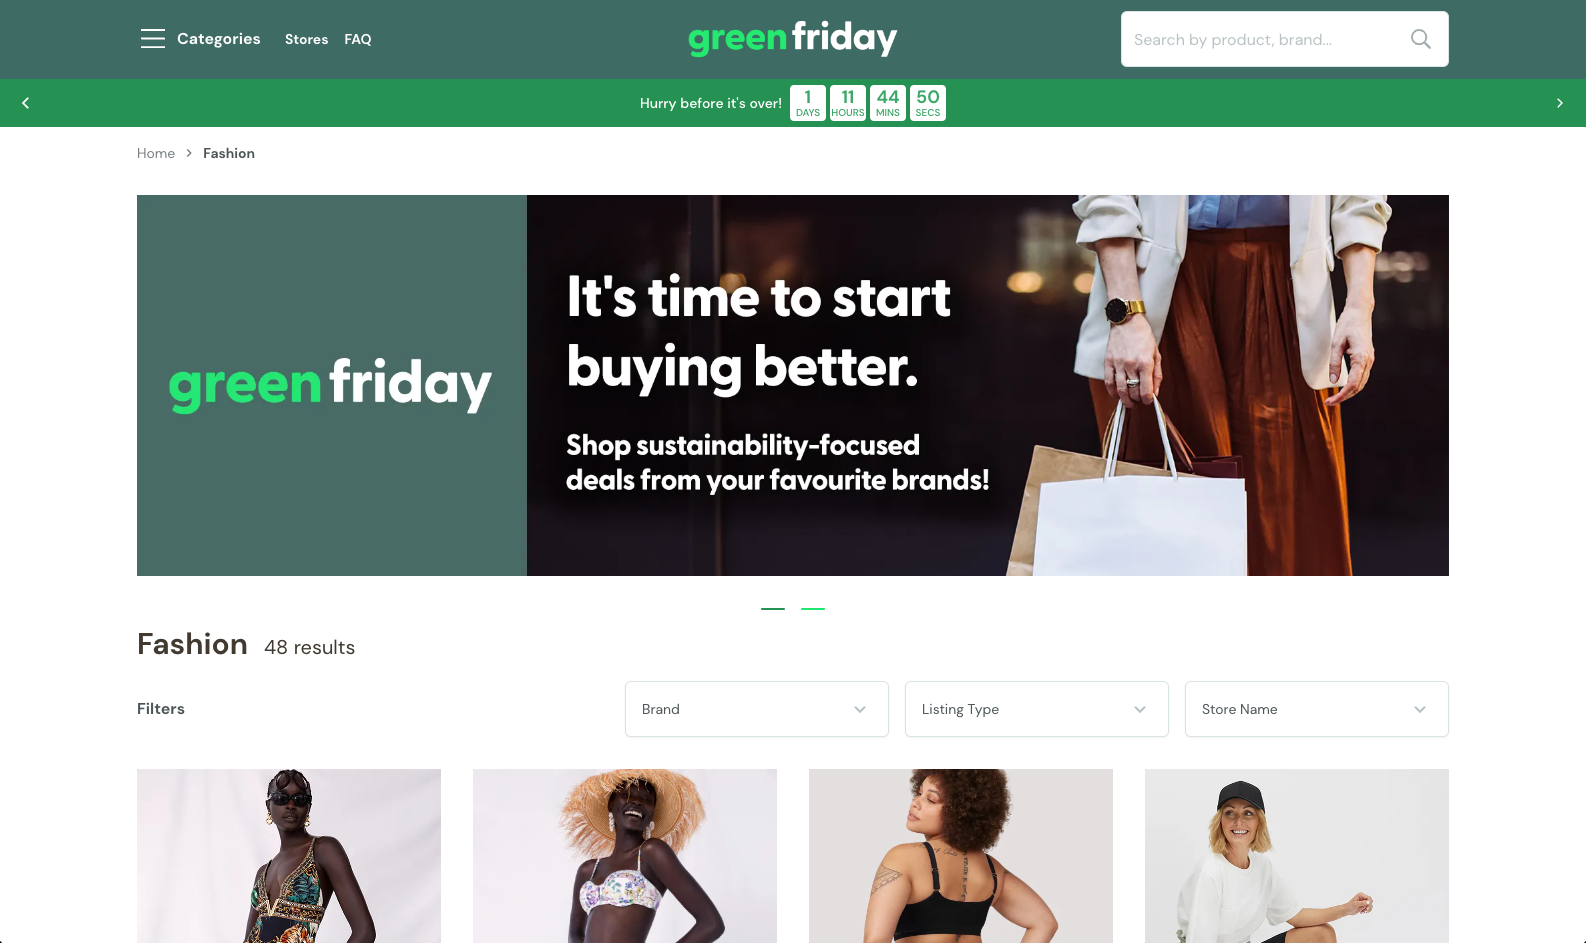 Categories
Stores
FAQ
green friday
Search by product, brand...
Hurry before it's over!
1 DAYS
11 HOURS
44 MINS
50 SECS
Home > Fashion
green friday
It's time to start
buying better.
Shop sustainability-focused
deals from your favourite brands!
Fashion 48 results
Filters
Brand
Listing Type
Store Name